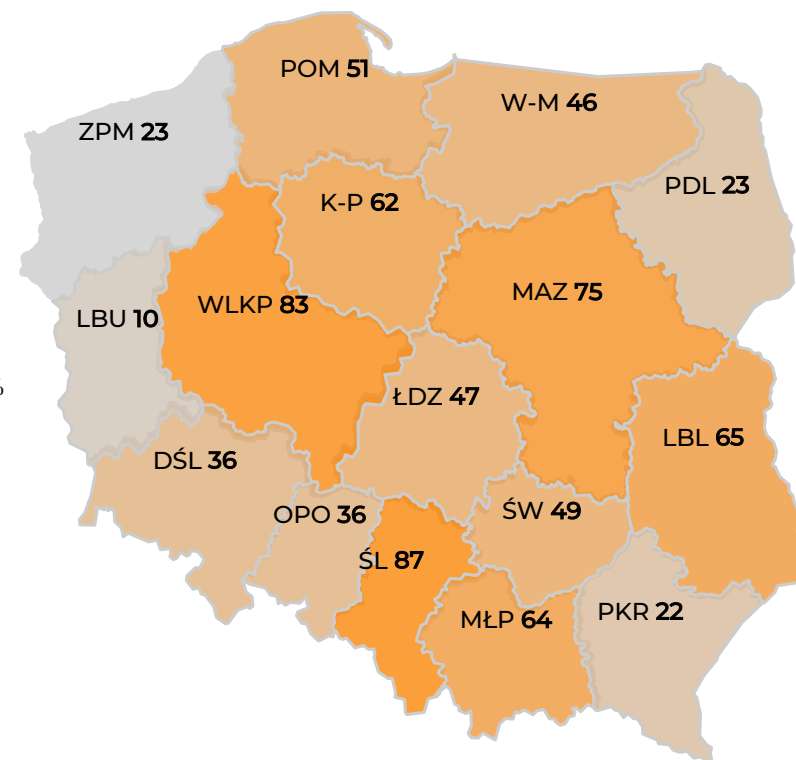 POM 51
W-M 46
ZPM 23
PDL 23
K-P 62
MAZ 75
WLKP 83
LBU 10
%
ŁDZ 47
LBL 65
DŚL 36
ŚW 49
OPO 36
ŚL 87
PKR 22
MŁP 64